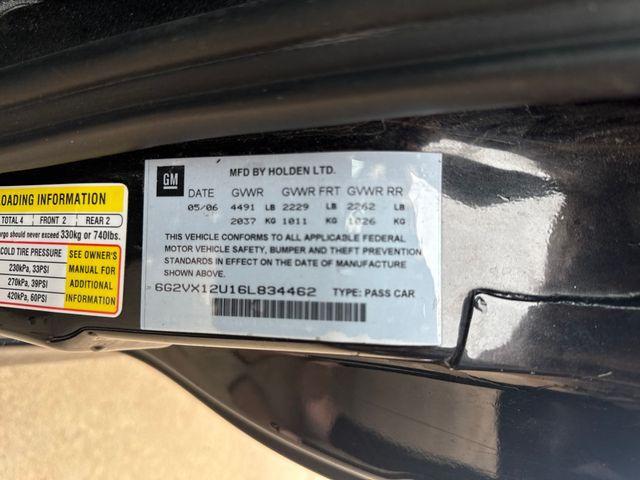 GM
MFD BY HOLDEN LTD.
DATE GVWR GVWR FRT GVWR RR
05/06 4491 LB 2229 LB 2262 LB
2037 KG 1011 KG 1026 KG
THIS VEHICLE CONFORMS TO ALL APPLICABLE FEDERAL
MOTOR VEHICLE SAFETY, BUMPER AND THEFT PREVENTION
STANDARDS IN EFFECT ON THE DATE OF MANUFACTURE
SHOWN ABOVE.
6G2VX12U16L834462 TYPE: PASS CAR
LOADING INFORMATION
TOTAL 4 FRONT 2 REAR 2
argo should never exceed 330kg or 740lbs.
COLD TIRE PRESSURE
230kPa, 33PSI
270kPa, 39PSI
420kPa, 60PSI
SEE OWNER'S
MANUAL FOR
ADDITIONAL
INFORMATION